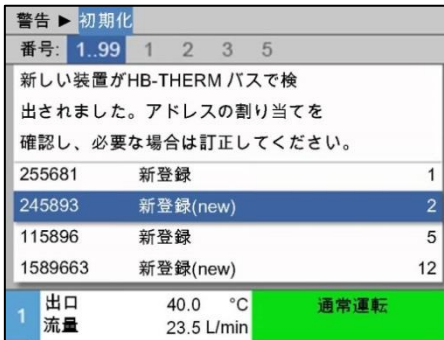 警告 ▶ 初期化
番号: 1..99 1 2 3 5
新しい装置がHB-THERM バスで検
出されました。アドレスの割り当てを
確認し、必要な場合は訂正してください。
255681 新登録 1
245893 新登録(new) 2
115896 新登録 5
1589663 新登録(new) 12
1 出口 40.0 °C 通常運転
流量 23.5 L/min